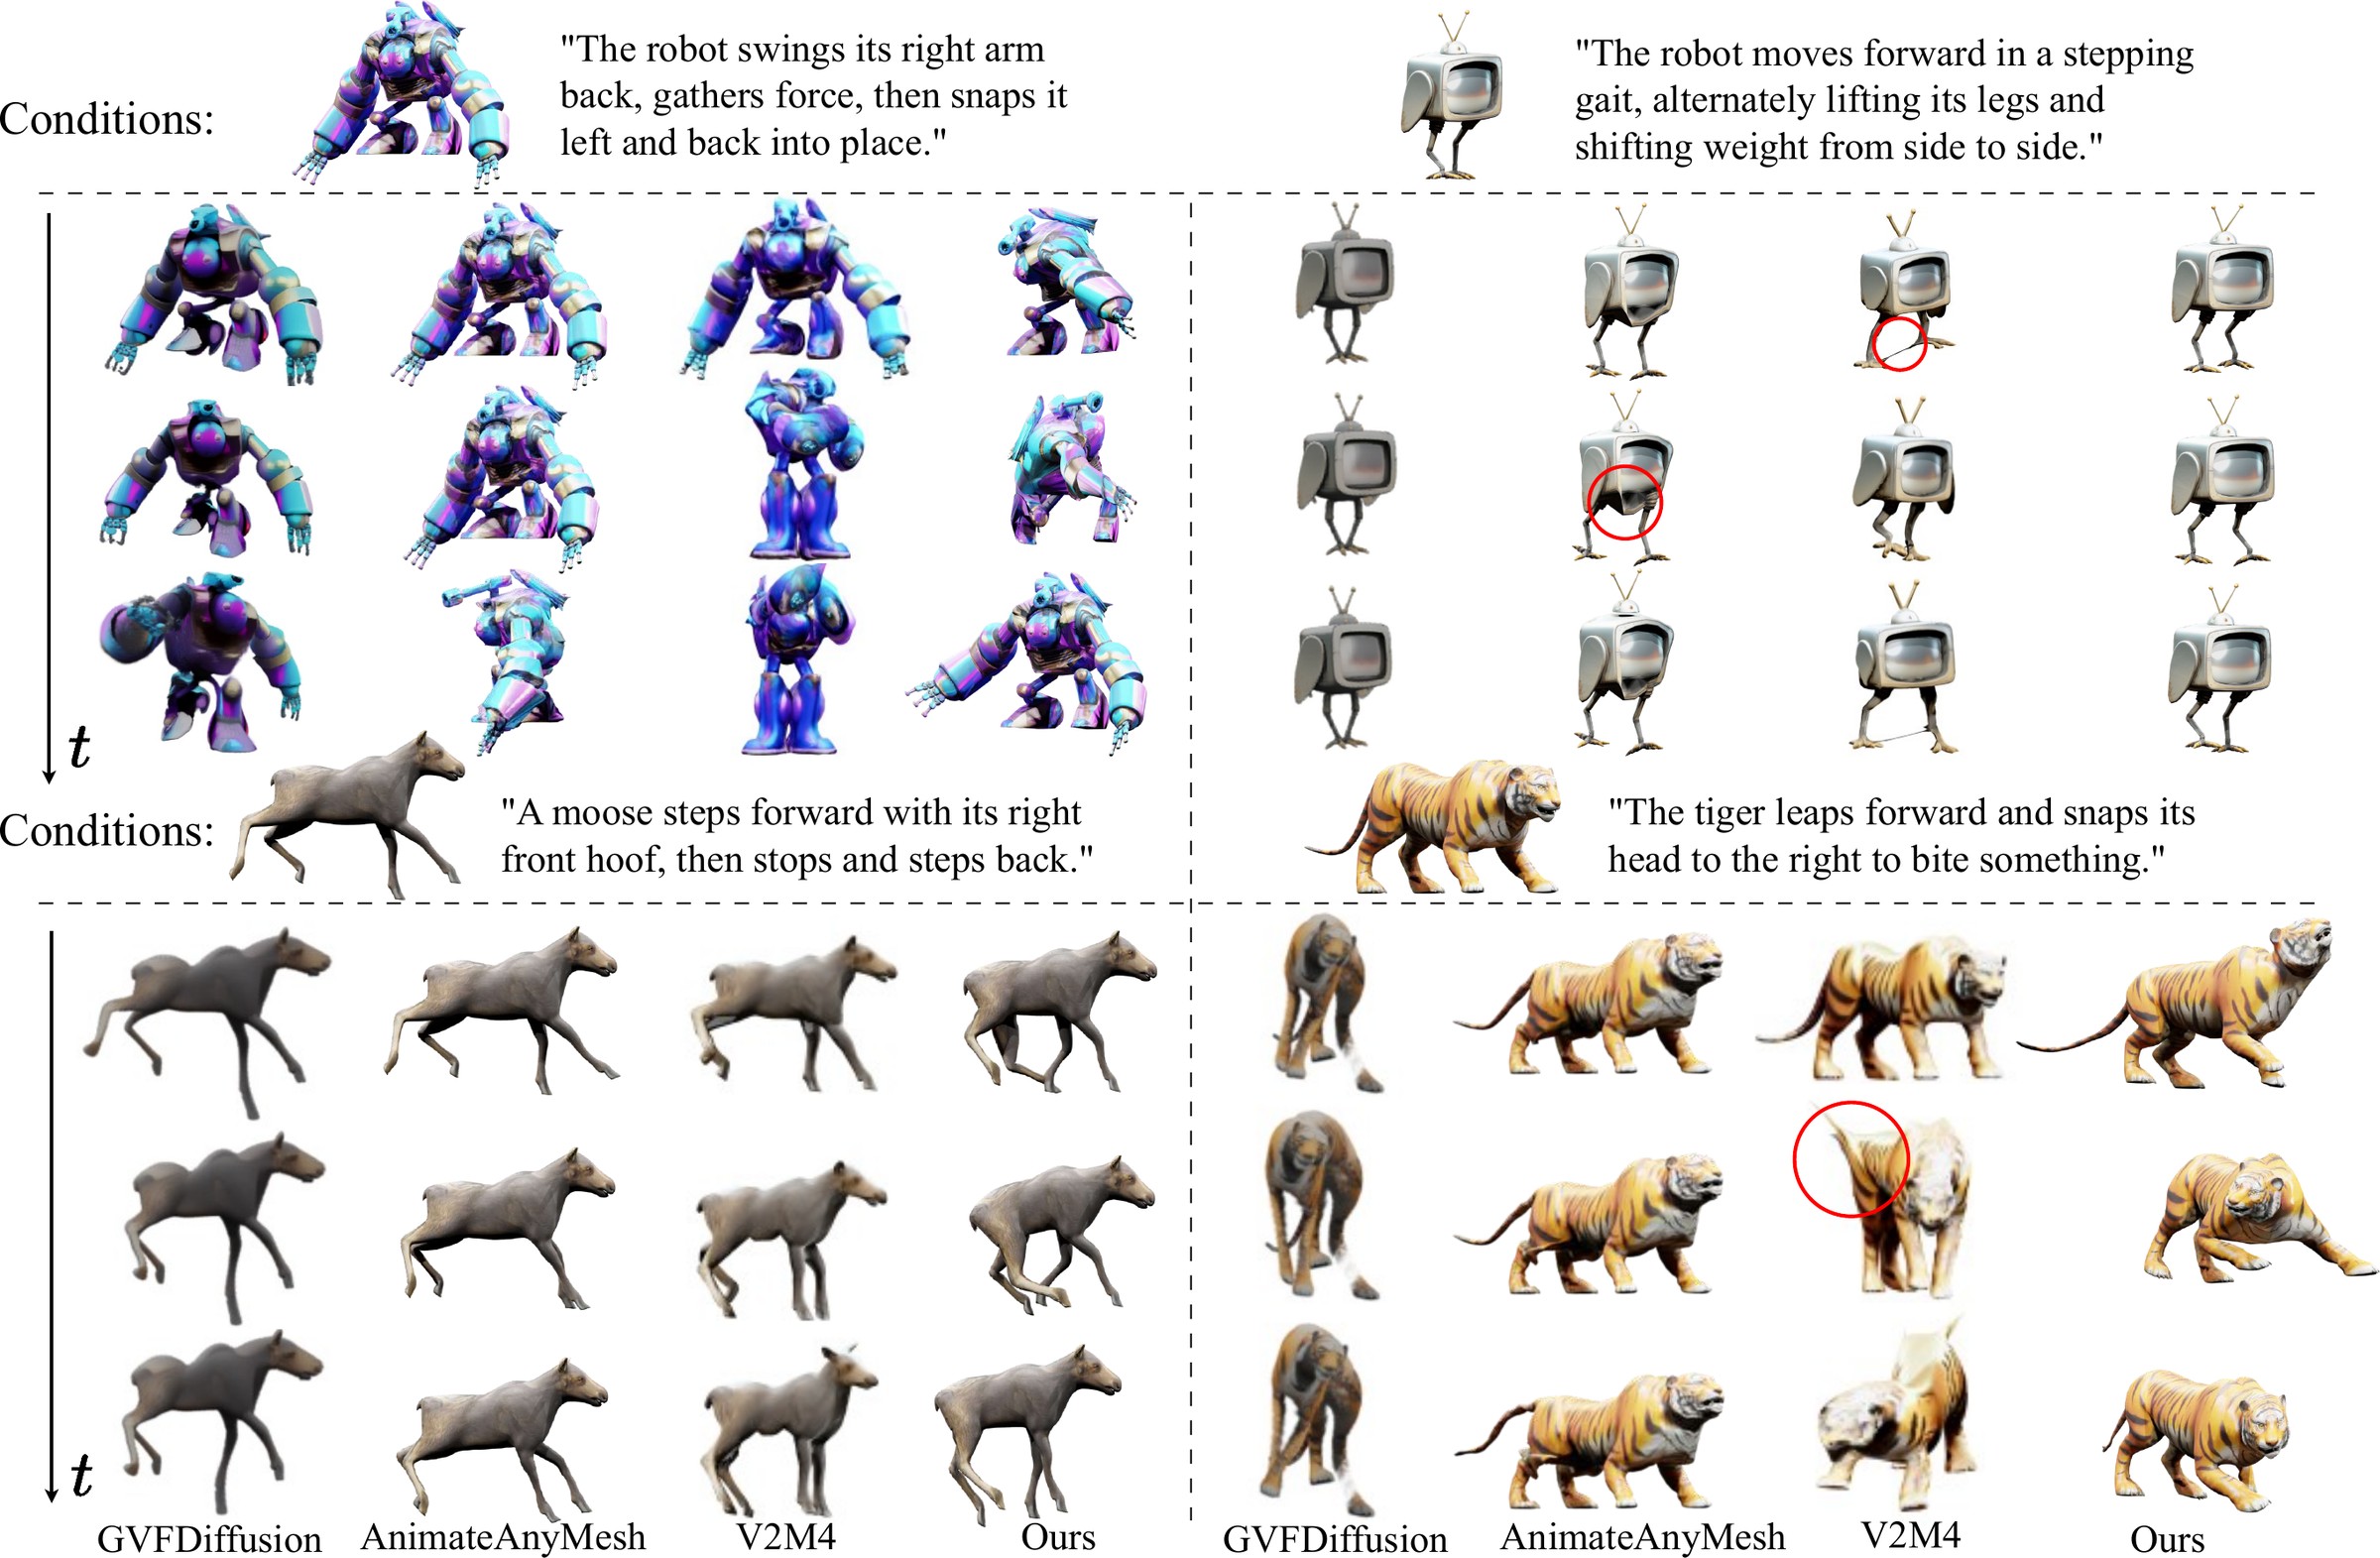 Conditions:
"The robot swings its right arm
back, gathers force, then snaps it
left and back into place."
"The robot moves forward in a stepping
gait, alternately lifting its legs and
shifting weight from side to side."
t
Conditions:
"A moose steps forward with its right
front hoof, then stops and steps back."
"The tiger leaps forward and snaps its
head to the right to bite something."
t
GVFDiffusion
AnimateAnyMesh
V2M4
Ours
GVFDiffusion
AnimateAnyMesh
V2M4
Ours